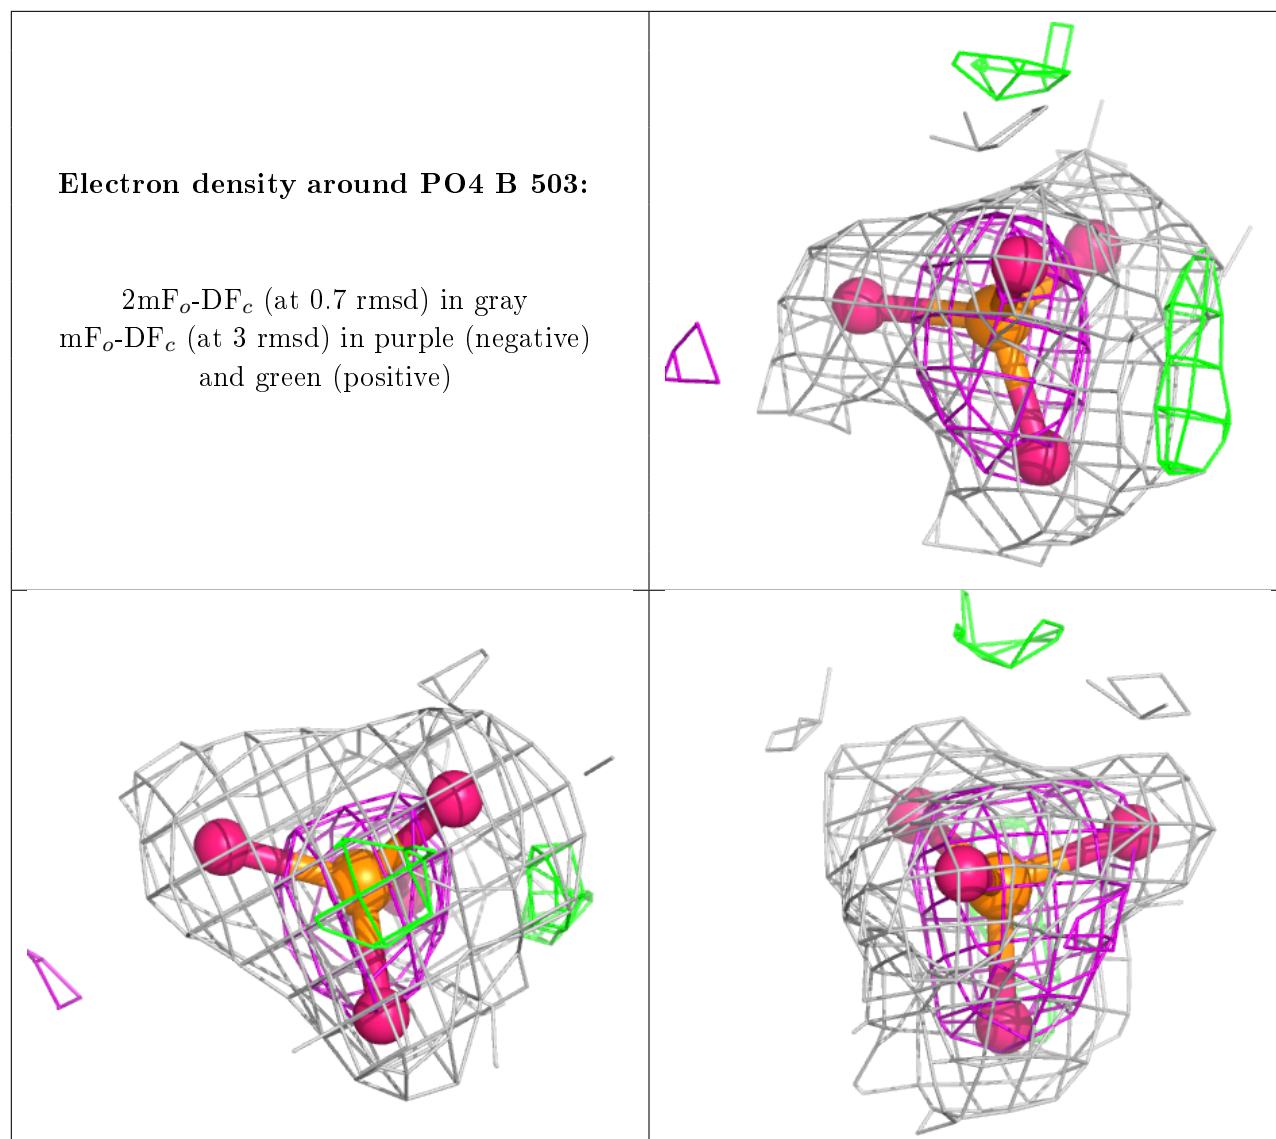 Electron density around PO4 B 503:
2mFo-DFc (at 0.7 rmsd) in gray
mFo-DFc (at 3 rmsd) in purple (negative)
and green (positive)